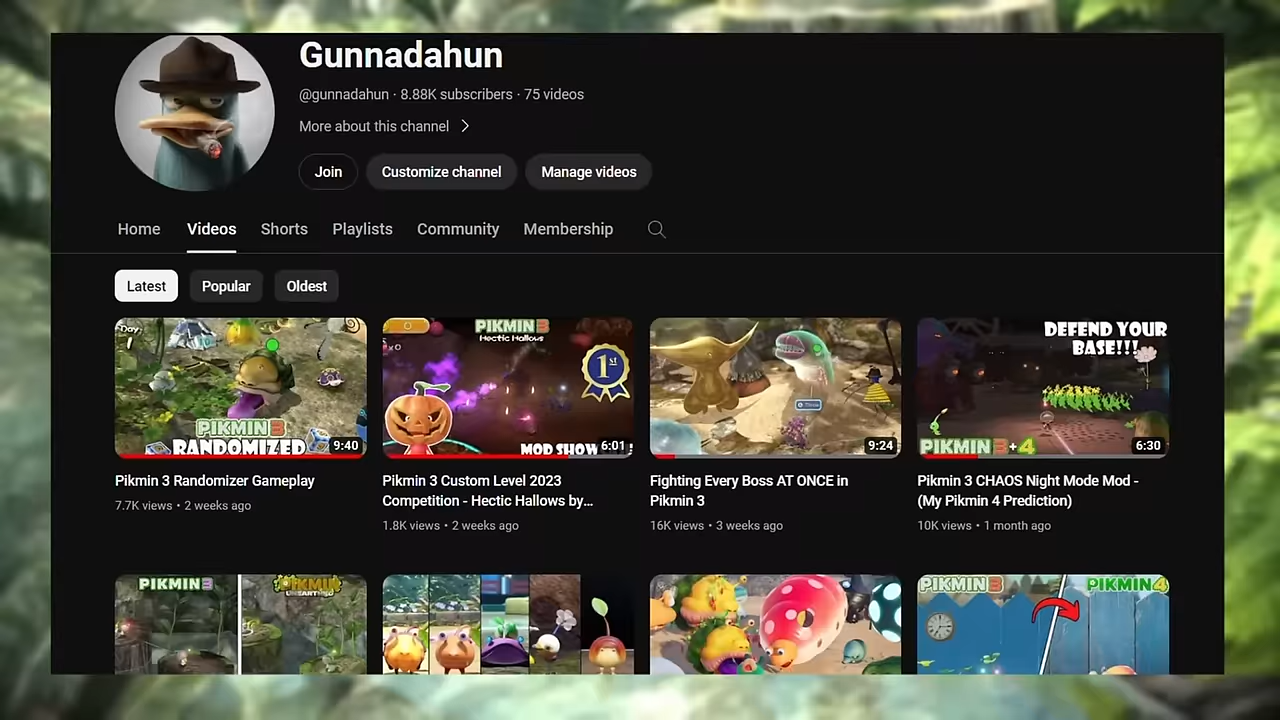 Gunnadahun
@gunnadahun · 8.88K subscribers · 75 videos
More about this channel
Join
Customize channel
Manage videos
Home
Videos
Shorts
Playlists
Community
Membership
Latest
Popular
Oldest
Day
PIKMIN 3
RANDOMIZED
9:40
PIKMIN 3
Hectic Hallows
x0
1st
MOD SHOW
6:01
9:24
DEFEND YOUR
BASE!!!
PIKMIN 3+4
6:30
Pikmin 3 Randomizer Gameplay
7.7K views • 2 weeks ago
Pikmin 3 Custom Level 2023
Competition - Hectic Hallows by...
1.8K views • 2 weeks ago
Fighting Every Boss AT ONCE in
Pikmin 3
16K views • 3 weeks ago
Pikmin 3 CHAOS Night Mode Mod -
(My Pikmin 4 Prediction)
10K views • 1 month ago
PIKMIN 3
PIKMIN
UNEARTHED
PIKMIN 3
PIKMIN 4